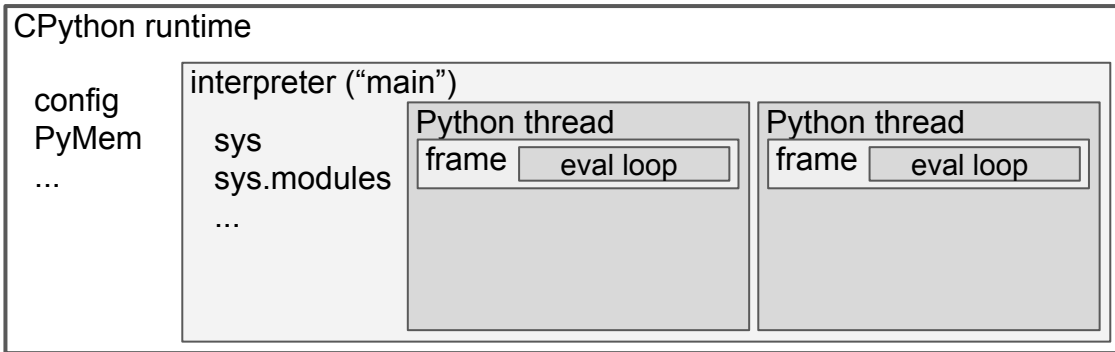 CPython runtime
config
PyMem
...
interpreter (“main”)
sys
sys.modules
...
Python thread
frame
eval loop
Python thread
frame
eval loop